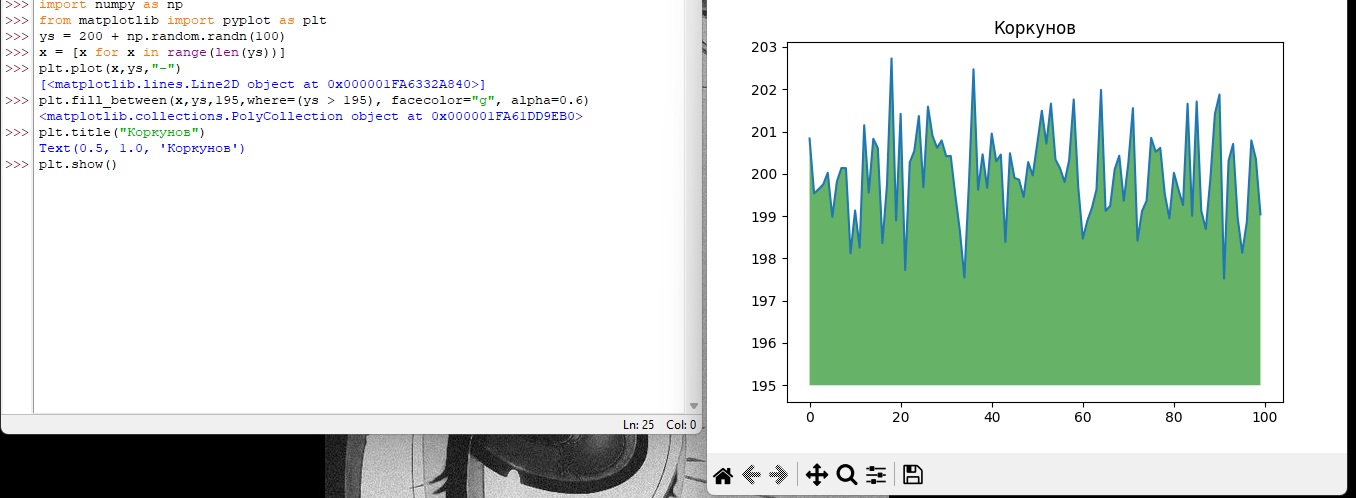 >>> import numpy as np
>>> from matplotlib import pyplot as plt
>>> ys = 200 + np.random.randn(100)
>>> x = [x for x in range(len(ys))]
>>> plt.plot(x,ys,"-")
[<matplotlib.lines.Line2D object at 0x000001FA6332A840>]
>>> plt.fill_between(x,ys,195,where=(ys > 195), facecolor="g", alpha=0.6)
<matplotlib.collections.PolyCollection object at 0x000001FA61DD9EB0>
>>> plt.title("Коркунов")
Text(0.5, 1.0, 'Коркунов')
>>> plt.show()
Ln: 25 Col: 0
Коркунов
203
202
201
200
199
198
197
196
195
0 20 40 60 80 100